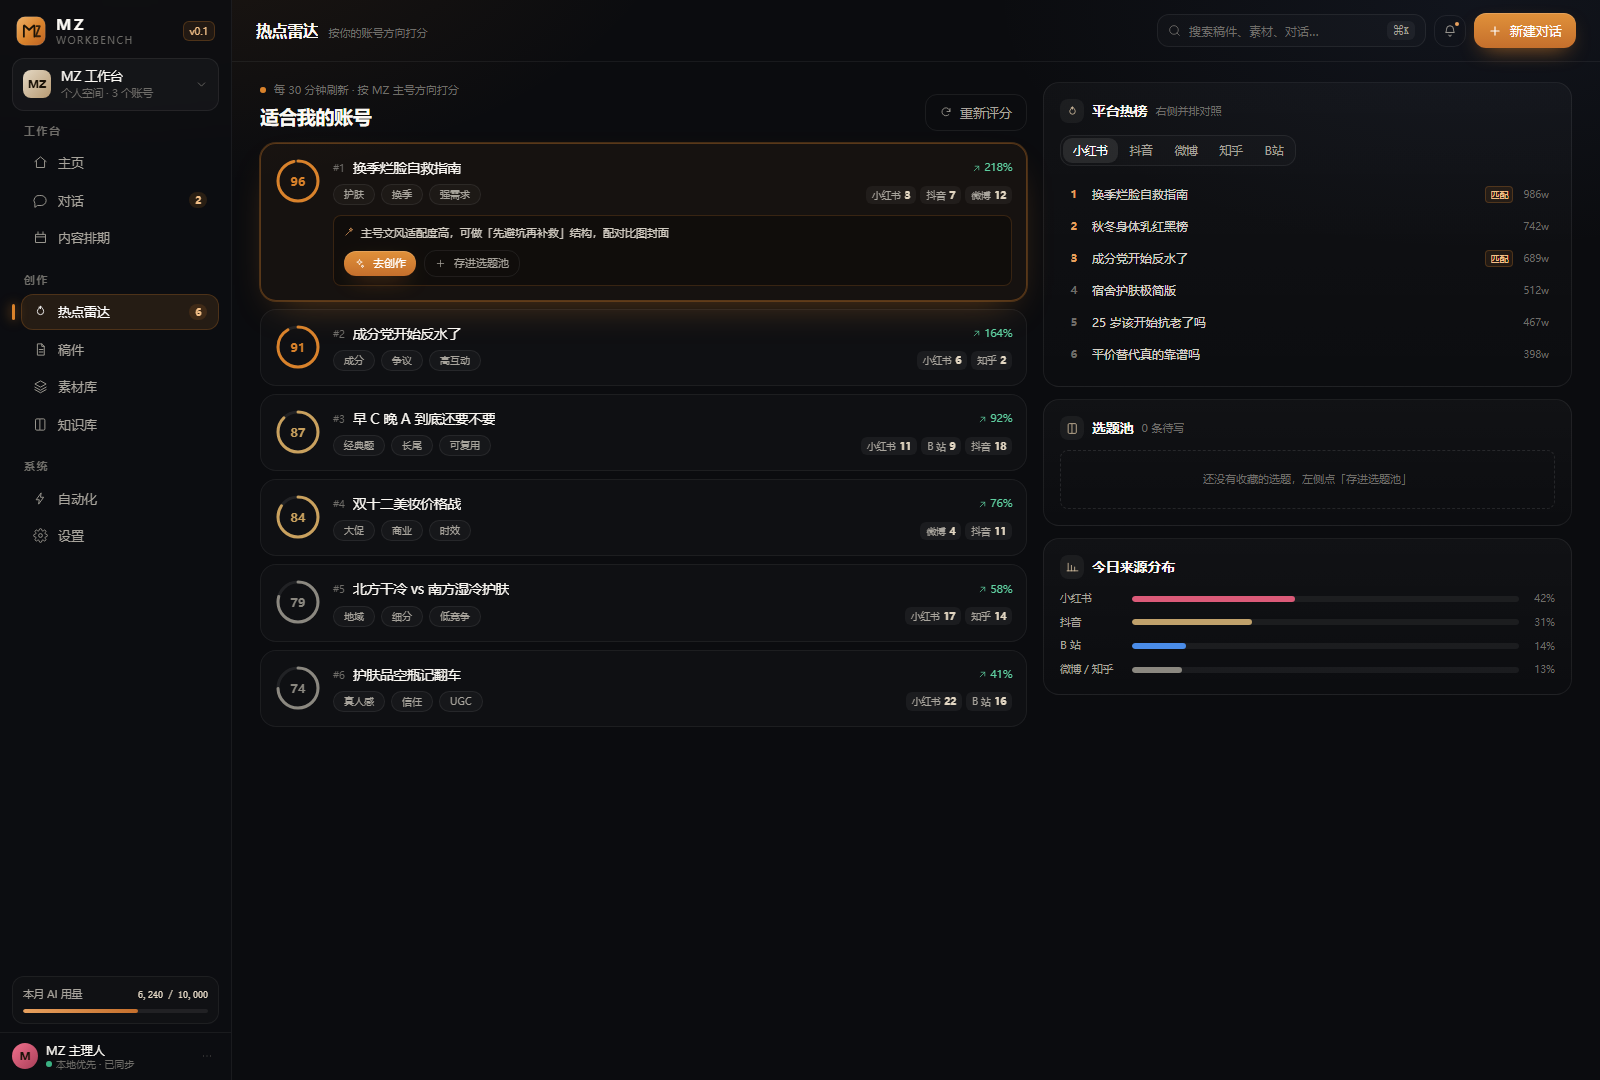 MZ
WORKBENCH
v0.1
MZ
MZ 工作台
个人空间 · 3 个账号
工作台
主页
对话
2
内容排期
创作
热点雷达
6
稿件
素材库
知识库
系统
自动化
设置
本月 AI 用量
6,240 / 10,000
M
MZ 主理人
本地优先 · 已同步
热点雷达
按你的账号方向打分
搜索稿件、素材、对话...
⌘K
新建对话
每 30 分钟刷新 · 按 MZ 主号方向打分
适合我的账号
重新评分
96
#1 换季烂脸自救指南
218%
护肤 换季 强需求
小红书 3 抖音 7 微博 12
主号文风适配度高，可做「先避坑再补救」结构，配对比图封面
去创作
存进选题池
91
#2 成分党开始反水了
164%
成分 争议 高互动
小红书 6 知乎 2
87
#3 早 C 晚 A 到底还要不要
92%
经典题 长尾 可复用
小红书 11 B 站 9 抖音 18
84
#4 双十二美妆价格战
76%
大促 商业 时效
微博 4 抖音 11
79
#5 北方干冷 vs 南方湿冷护肤
58%
地域 细分 低竞争
小红书 17 知乎 14
74
#6 护肤品空瓶记翻车
41%
真人感 信任 UGC
小红书 22 B 站 16
平台热榜
右侧并排对照
小红书 抖音 微博 知乎 B站
1 换季烂脸自救指南 匹配 986w
2 秋冬身体乳红黑榜 742w
3 成分党开始反水了 匹配 689w
4 宿舍护肤极简版 512w
5 25 岁该开始抗老了吗 467w
6 平价替代真的靠谱吗 398w
选题池
0 条待写
还没有收藏的选题，左侧点「存进选题池」
今日来源分布
小红书 42%
抖音 31%
B 站 14%
微博 / 知乎 13%